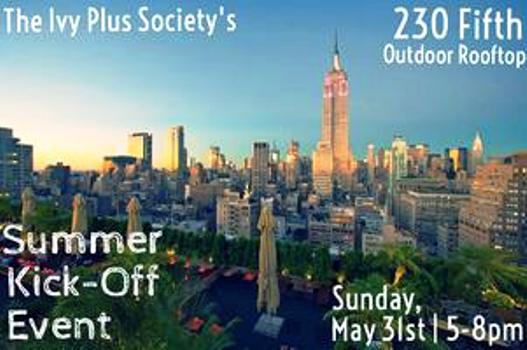 The Ivy Plus Society's
230 Fifth
Outdoor Rooftop
Summer
Kick-Off
Event
Sunday,
May 31st | 5-8pm